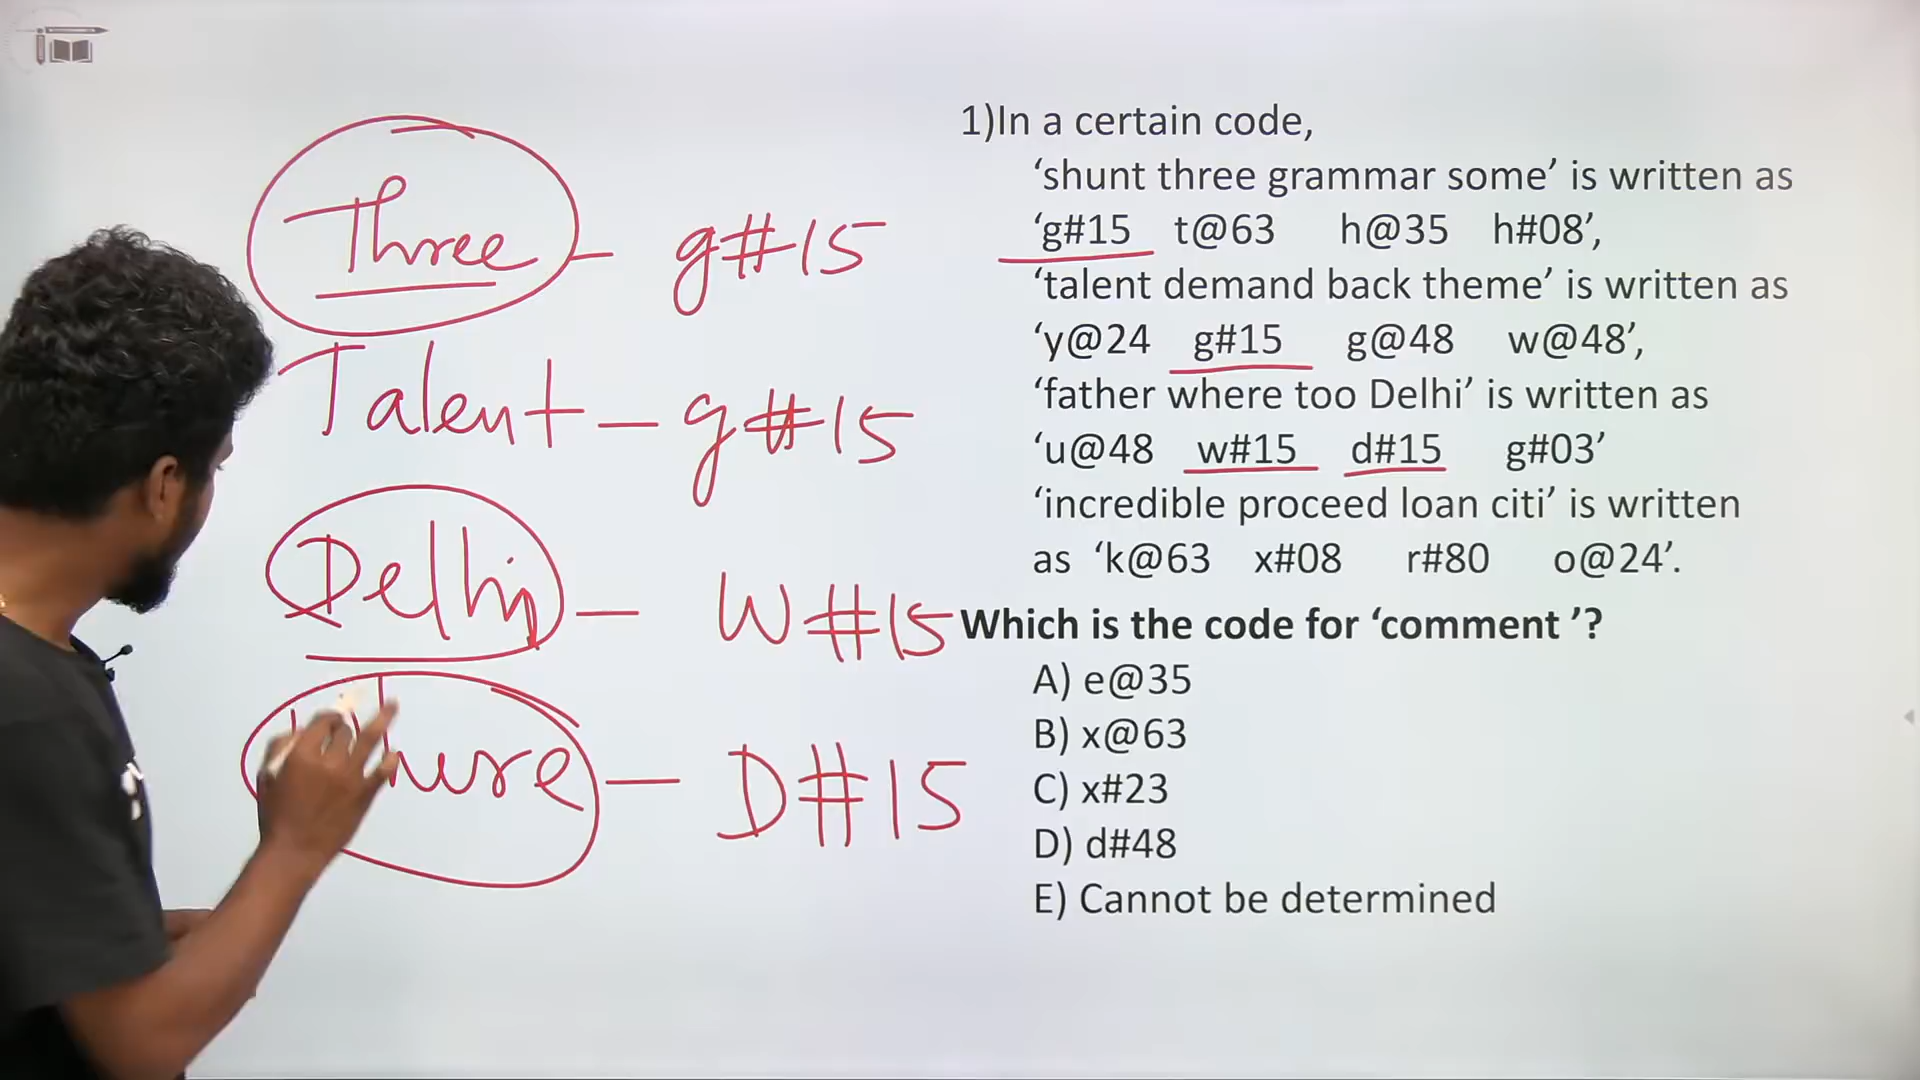 Three - g#15
Talent - g#15
Delhi - W#15
- D#15
1)In a certain code,
‘shunt three grammar some’ is written as
‘g#15 t@63 h@35 h#08’,
‘talent demand back theme’ is written as
‘y@24 g#15 g@48 w@48’,
‘father where too Delhi’ is written as
‘u@48 w#15 d#15 g#03’
‘incredible proceed loan citi’ is written
as ‘k@63 x#08 r#80 o@24’.
Which is the code for ‘comment ’?
A) e@35
B) x@63
C) x#23
D) d#48
E) Cannot be determined